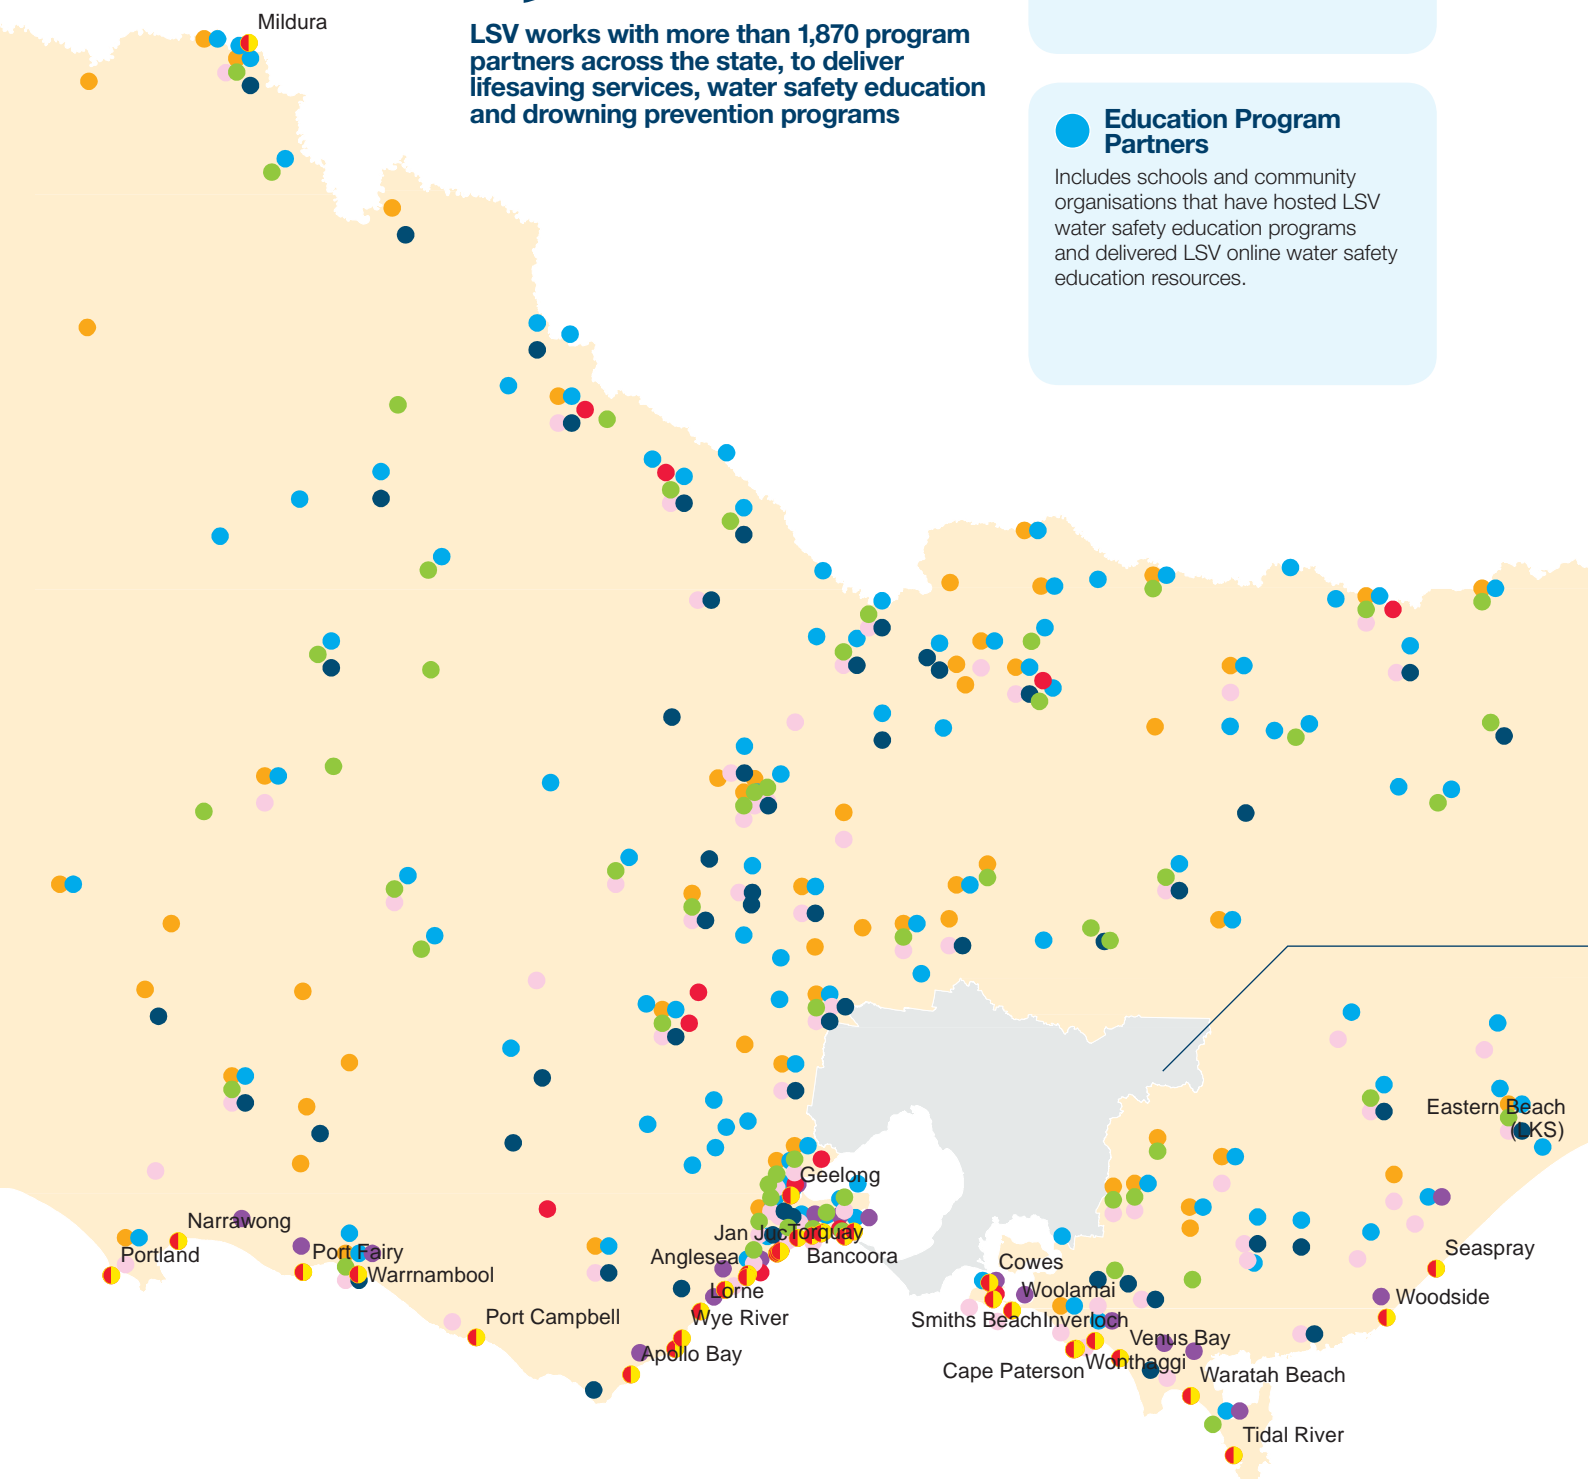 LSV works with more than 1,870 program
partners across the state, to deliver
lifesaving services, water safety education
and drowning prevention programs
Education Program
Partners
Includes schools and community
organisations that have hosted LSV
water safety education programs
and delivered LSV online water safety
education resources.
Mildura
Eastern Beach
(LKS)
Geelong
Narrawong
Jan Juc
Torquay
Portland
Port Fairy
Anglesea
Bancoora
Seaspray
Warrnambool
Cowes
Lorne
Woolamai
Woodside
Port Campbell
Wye River
Smiths Beach
Inverloch
Venus Bay
Apollo Bay
Cape Paterson
Wonthaggi
Waratah Beach
Tidal River